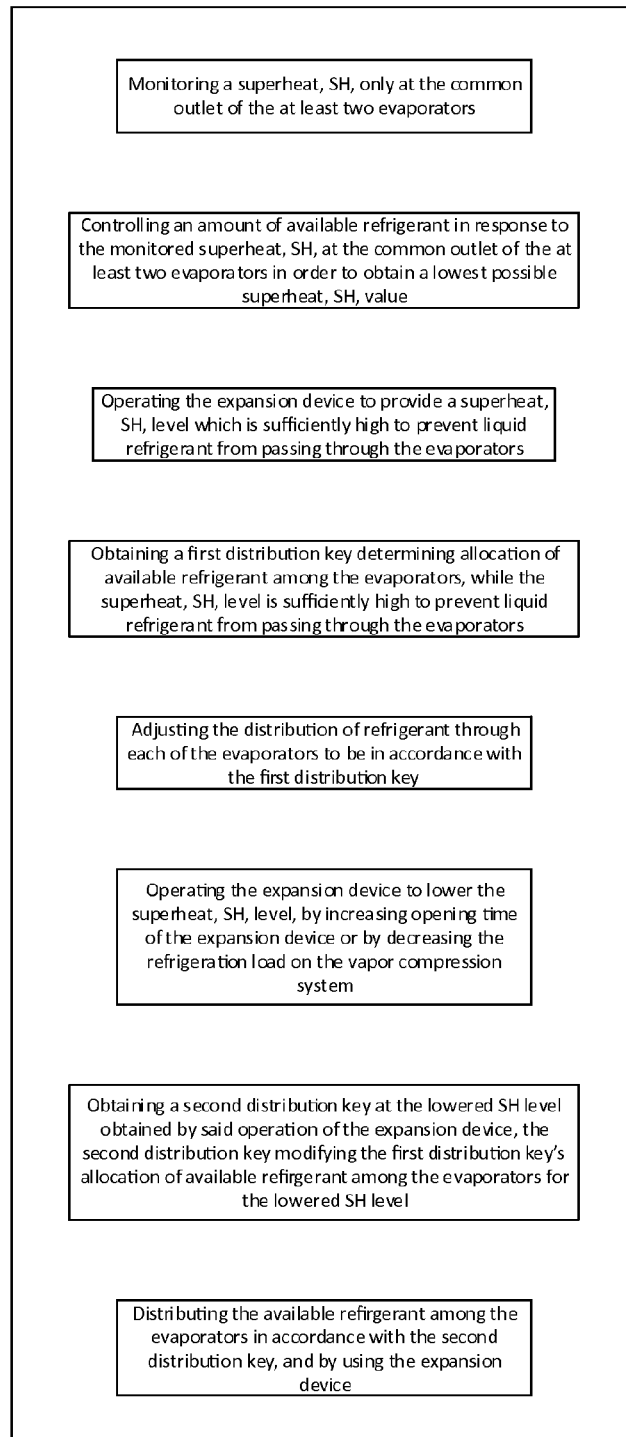 Monitoring a superheat, SH, only at the common
outlet of the at least two evaporators
Controlling an amount of available refrigerant in response to
the monitored superheat, SH, at the common outlet of the at
least two evaporators in order to obtain a lowest possible
superheat, SH, value
Operating the expansion device to provide a superheat,
SH, level which is sufficiently high to prevent liquid
refrigerant from passing through the evaporators
Obtaining a first distribution key determining allocation of
available refrigerant among the evaporators, while the
superheat, SH, level is sufficiently high to prevent liquid
refrigerant from passing through the evaporators
Adjusting the distribution of refrigerant through
each of the evaporators to be in accordance with
the first distribution key
Operating the expansion device to lower the
superheat, SH, level, by increasing opening time
of the expansion device or by decreasing the
refrigeration load on the vapor compression
system
Obtaining a second distribution key at the lowered SH level
obtained by said operation of the expansion device, the
second distribution key modifying the first distribution key's
allocation of available refirgerant among the evaporators for
the lowered SH level
Distributing the available refirgerant among the
evaporators in accordance with the second
distribution key, and by using the expansion
device